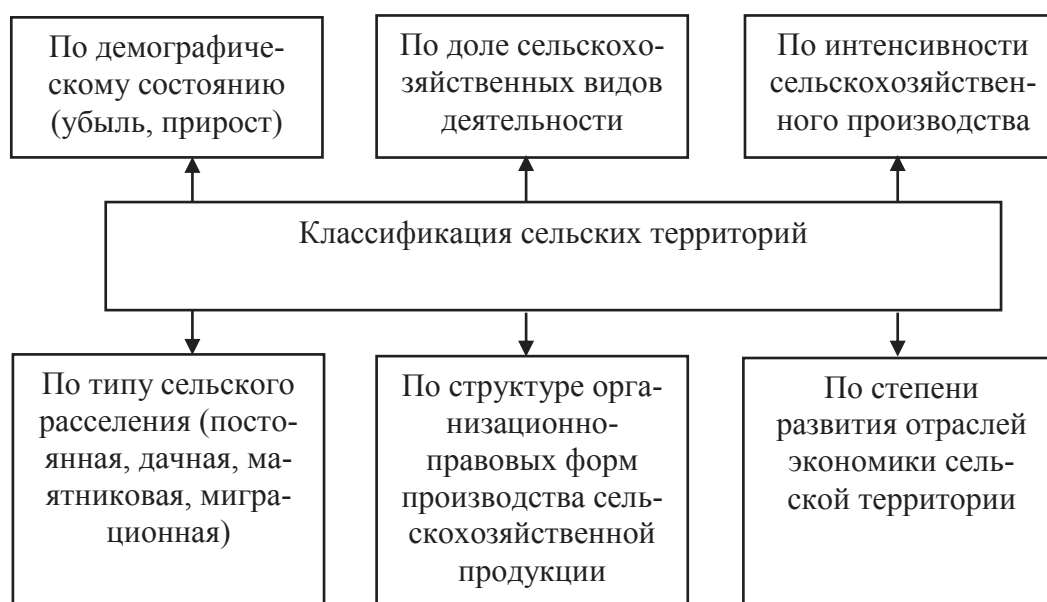 По демографиче-
скому состоянию
(убыль, прирост)
По доле сельскохо-
зяйственных видов
деятельности
По интенсивности
сельскохозяйствен-
ного производства
Классификация сельских территорий
По типу сельского
расселения (посто-
янная, дачная, ма-
ятниковая, мигра-
ционная)
По структуре орга-
низационно-
правовых форм
производства сель-
скохозяйственной
продукции
По степени
развития отраслей
экономики сель-
ской территории